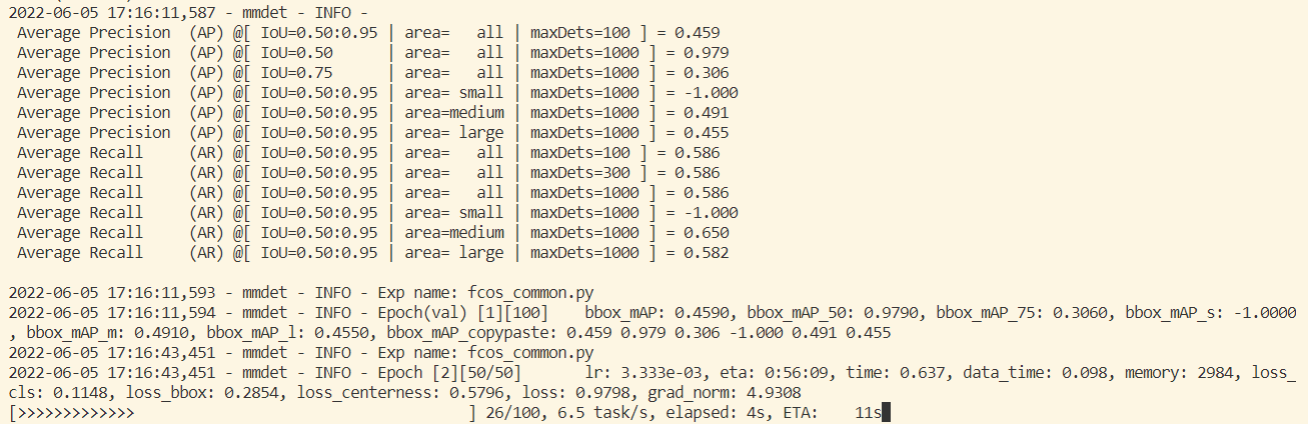 2022-06-05 17:16:11,587 - mmdet - INFO -
Average Precision  (AP) @[ IoU=0.50:0.95 | area=   all | maxDets=100 ] = 0.459
Average Precision  (AP) @[ IoU=0.50      | area=   all | maxDets=1000 ] = 0.979
Average Precision  (AP) @[ IoU=0.75      | area=   all | maxDets=1000 ] = 0.306
Average Precision  (AP) @[ IoU=0.50:0.95 | area= small | maxDets=1000 ] = -1.000
Average Precision  (AP) @[ IoU=0.50:0.95 | area=medium | maxDets=1000 ] = 0.491
Average Precision  (AP) @[ IoU=0.50:0.95 | area= large | maxDets=1000 ] = 0.455
Average Recall     (AR) @[ IoU=0.50:0.95 | area=   all | maxDets=100 ] = 0.586
Average Recall     (AR) @[ IoU=0.50:0.95 | area=   all | maxDets=300 ] = 0.586
Average Recall     (AR) @[ IoU=0.50:0.95 | area=   all | maxDets=1000 ] = 0.586
Average Recall     (AR) @[ IoU=0.50:0.95 | area= small | maxDets=1000 ] = -1.000
Average Recall     (AR) @[ IoU=0.50:0.95 | area=medium | maxDets=1000 ] = 0.650
Average Recall     (AR) @[ IoU=0.50:0.95 | area= large | maxDets=1000 ] = 0.582
2022-06-05 17:16:11,593 - mmdet - INFO - Exp name: fcos_common.py
2022-06-05 17:16:11,594 - mmdet - INFO - Epoch(val) [1][100]    bbox_mAP: 0.4590, bbox_mAP_50: 0.9790, bbox_mAP_75: 0.3060, bbox_mAP_s: -1.0000
, bbox_mAP_m: 0.4910, bbox_mAP_l: 0.4550, bbox_mAP_copypaste: 0.459 0.979 0.306 -1.000 0.491 0.455
2022-06-05 17:16:43,451 - mmdet - INFO - Exp name: fcos_common.py
2022-06-05 17:16:43,451 - mmdet - INFO - Epoch [2][50/50]       lr: 3.333e-03, eta: 0:56:09, time: 0.637, data_time: 0.098, memory: 2984, loss_
cls: 0.1148, loss_bbox: 0.2854, loss_centerness: 0.5796, loss: 0.9798, grad_norm: 4.9308
[>>>>>>>>>>>>>                                     ] 26/100, 6.5 task/s, elapsed: 4s, ETA:    11s